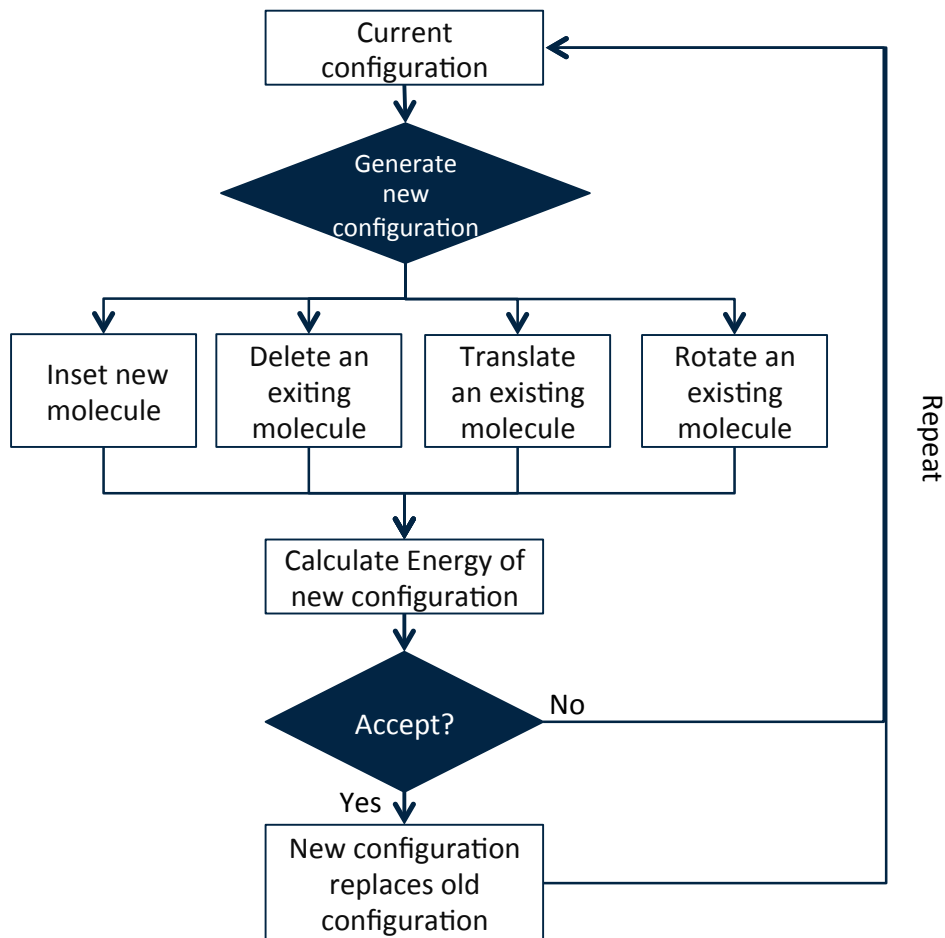 Current
configuration
Generate
new
configuration
Inset new
molecule
Delete an
exiting
molecule
Translate
an existing
molecule
Rotate an
existing
molecule
Repeat
Calculate Energy of
new configuration
Accept?
No
Yes
New configuration
replaces old
configuration